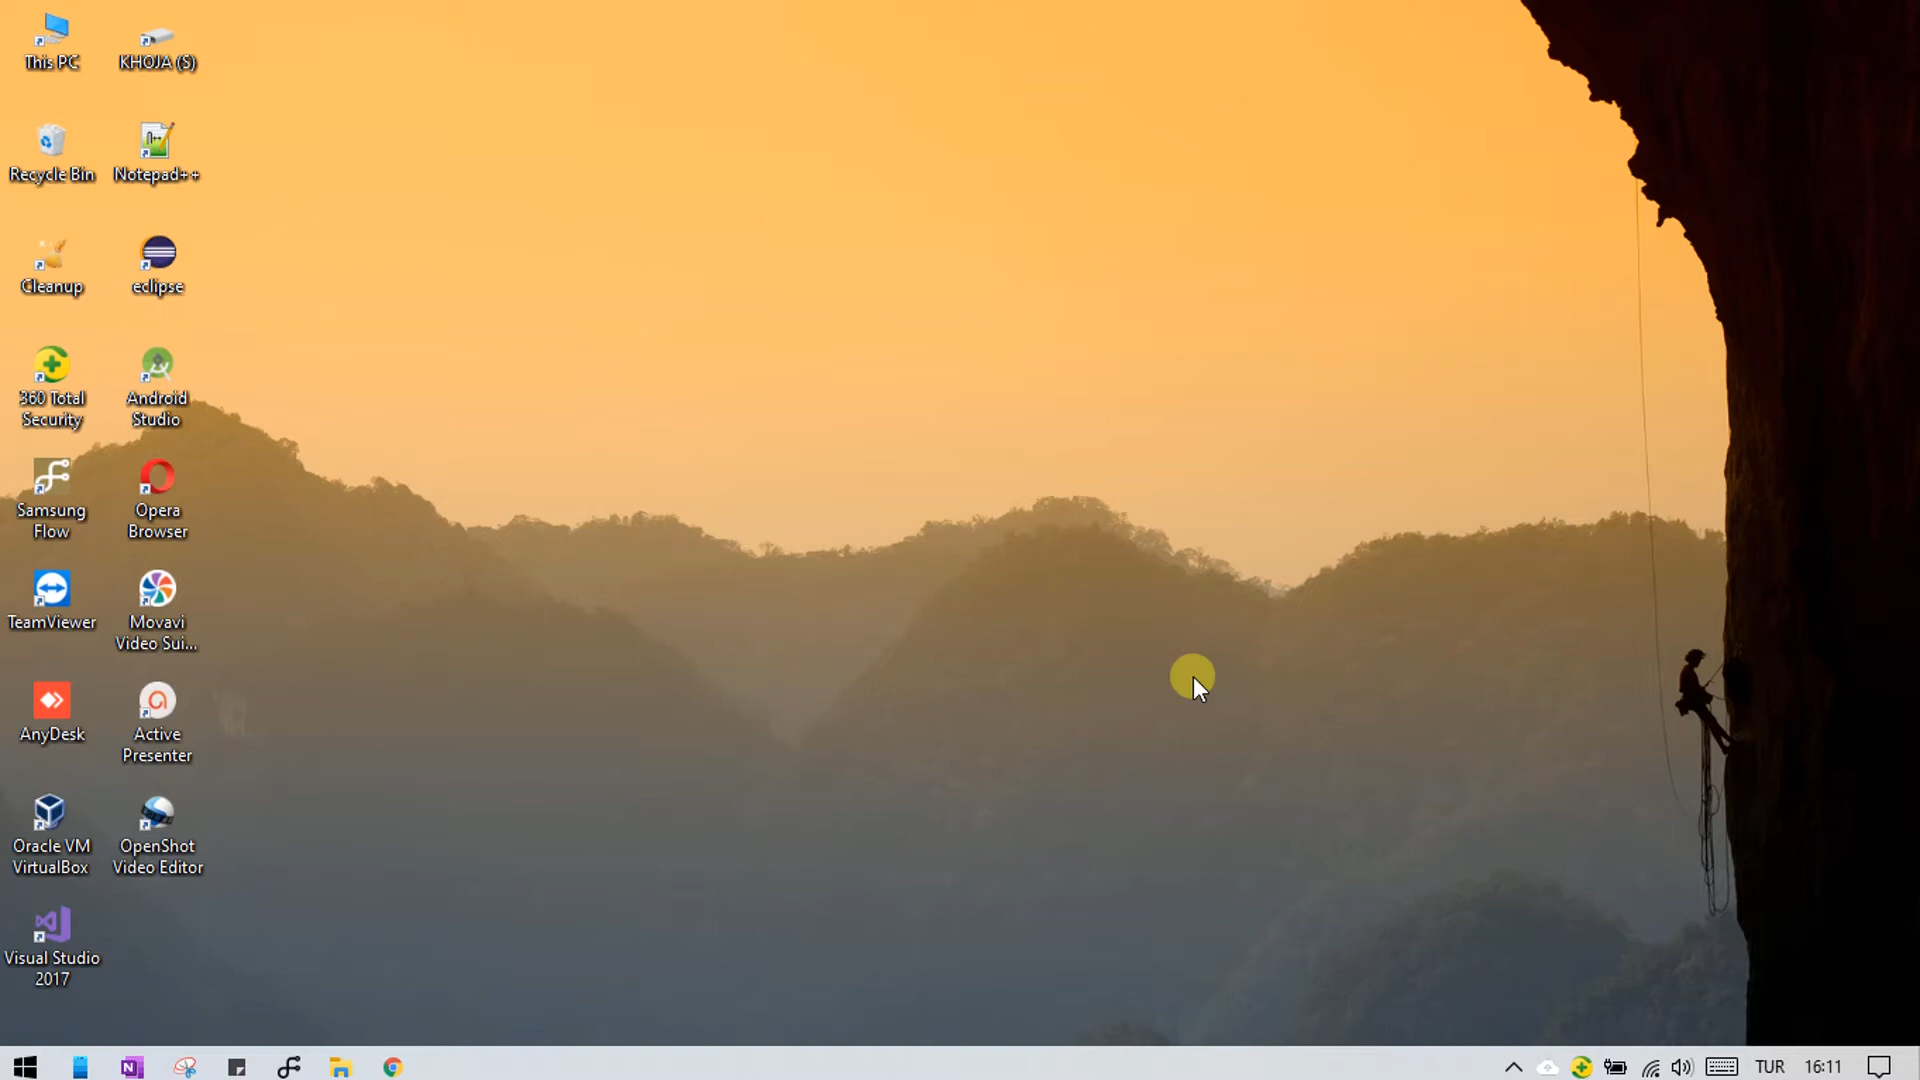 This PC
KHOJA (S)
Recycle Bin
Notepad++
Cleanup
eclipse
360 Total
Security
Android
Studio
Samsung
Flow
Opera
Browser
TeamViewer
Movavi
Video Sui...
AnyDesk
Active
Presenter
Oracle VM
VirtualBox
OpenShot
Video Editor
Visual Studio
2017
TUR
16:11